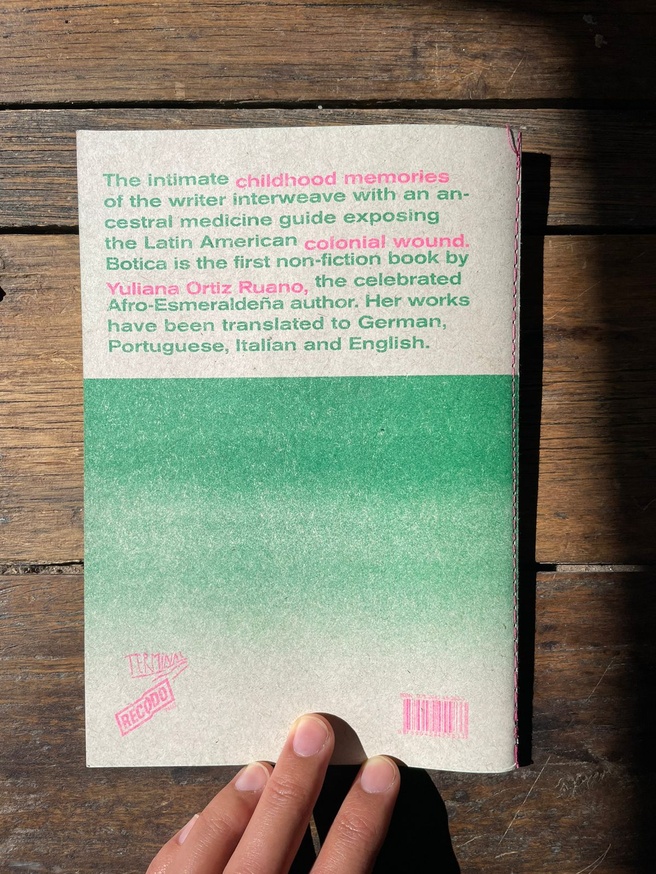 The intimate childhood memories
of the writer interweave with an an-
cestral medicine guide exposing
the Latin American colonial wound.
Botica is the first non-fiction book by
Yuliana Ortiz Ruano, the celebrated
Afro-Esmeraldeña author. Her works
have been translated to German,
Portuguese, Italian and English.
TERMINAL
RECODO